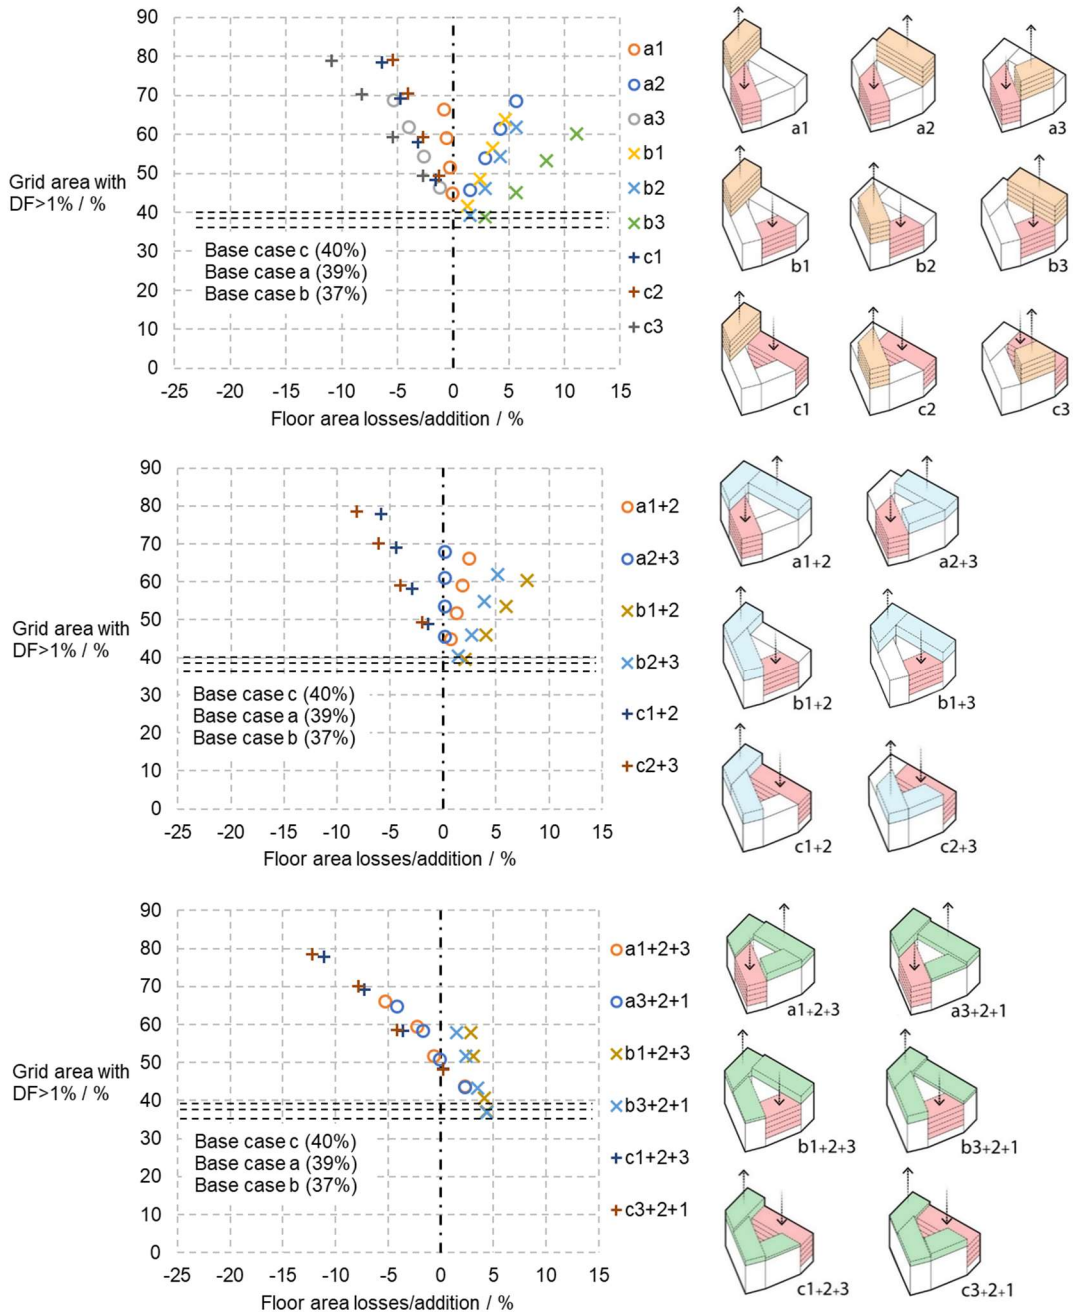 90
80
70
60
50
40
30
20
10
0
Grid area with
DF>1% / %
Base case c (40%)
Base case a (39%)
Base case b (37%)
-25 -20 -15 -10 -5 0 5 10 15
Floor area losses/addition / %
a1
a2
a3
b1
b2
b3
c1
c2
c3
a1 a2 a3
b1 b2 b3
c1 c2 c3
90
80
70
60
50
40
30
20
10
0
Grid area with
DF>1% / %
Base case c (40%)
Base case a (39%)
Base case b (37%)
-25 -20 -15 -10 -5 0 5 10 15
Floor area losses/addition / %
a1+2
a2+3
b1+2
b2+3
c1+2
c2+3
a1+2 a2+3
b1+2 b1+3
c1+2 c2+3
90
80
70
60
50
40
30
20
10
0
Grid area with
DF>1% / %
Base case c (40%)
Base case a (39%)
Base case b (37%)
-25 -20 -15 -10 -5 0 5 10 15
Floor area losses/addition / %
a1+2+3
a3+2+1
b1+2+3
b3+2+1
c1+2+3
c3+2+1
a1+2+3 a3+2+1
b1+2+3 b3+2+1
c1+2+3 c3+2+1